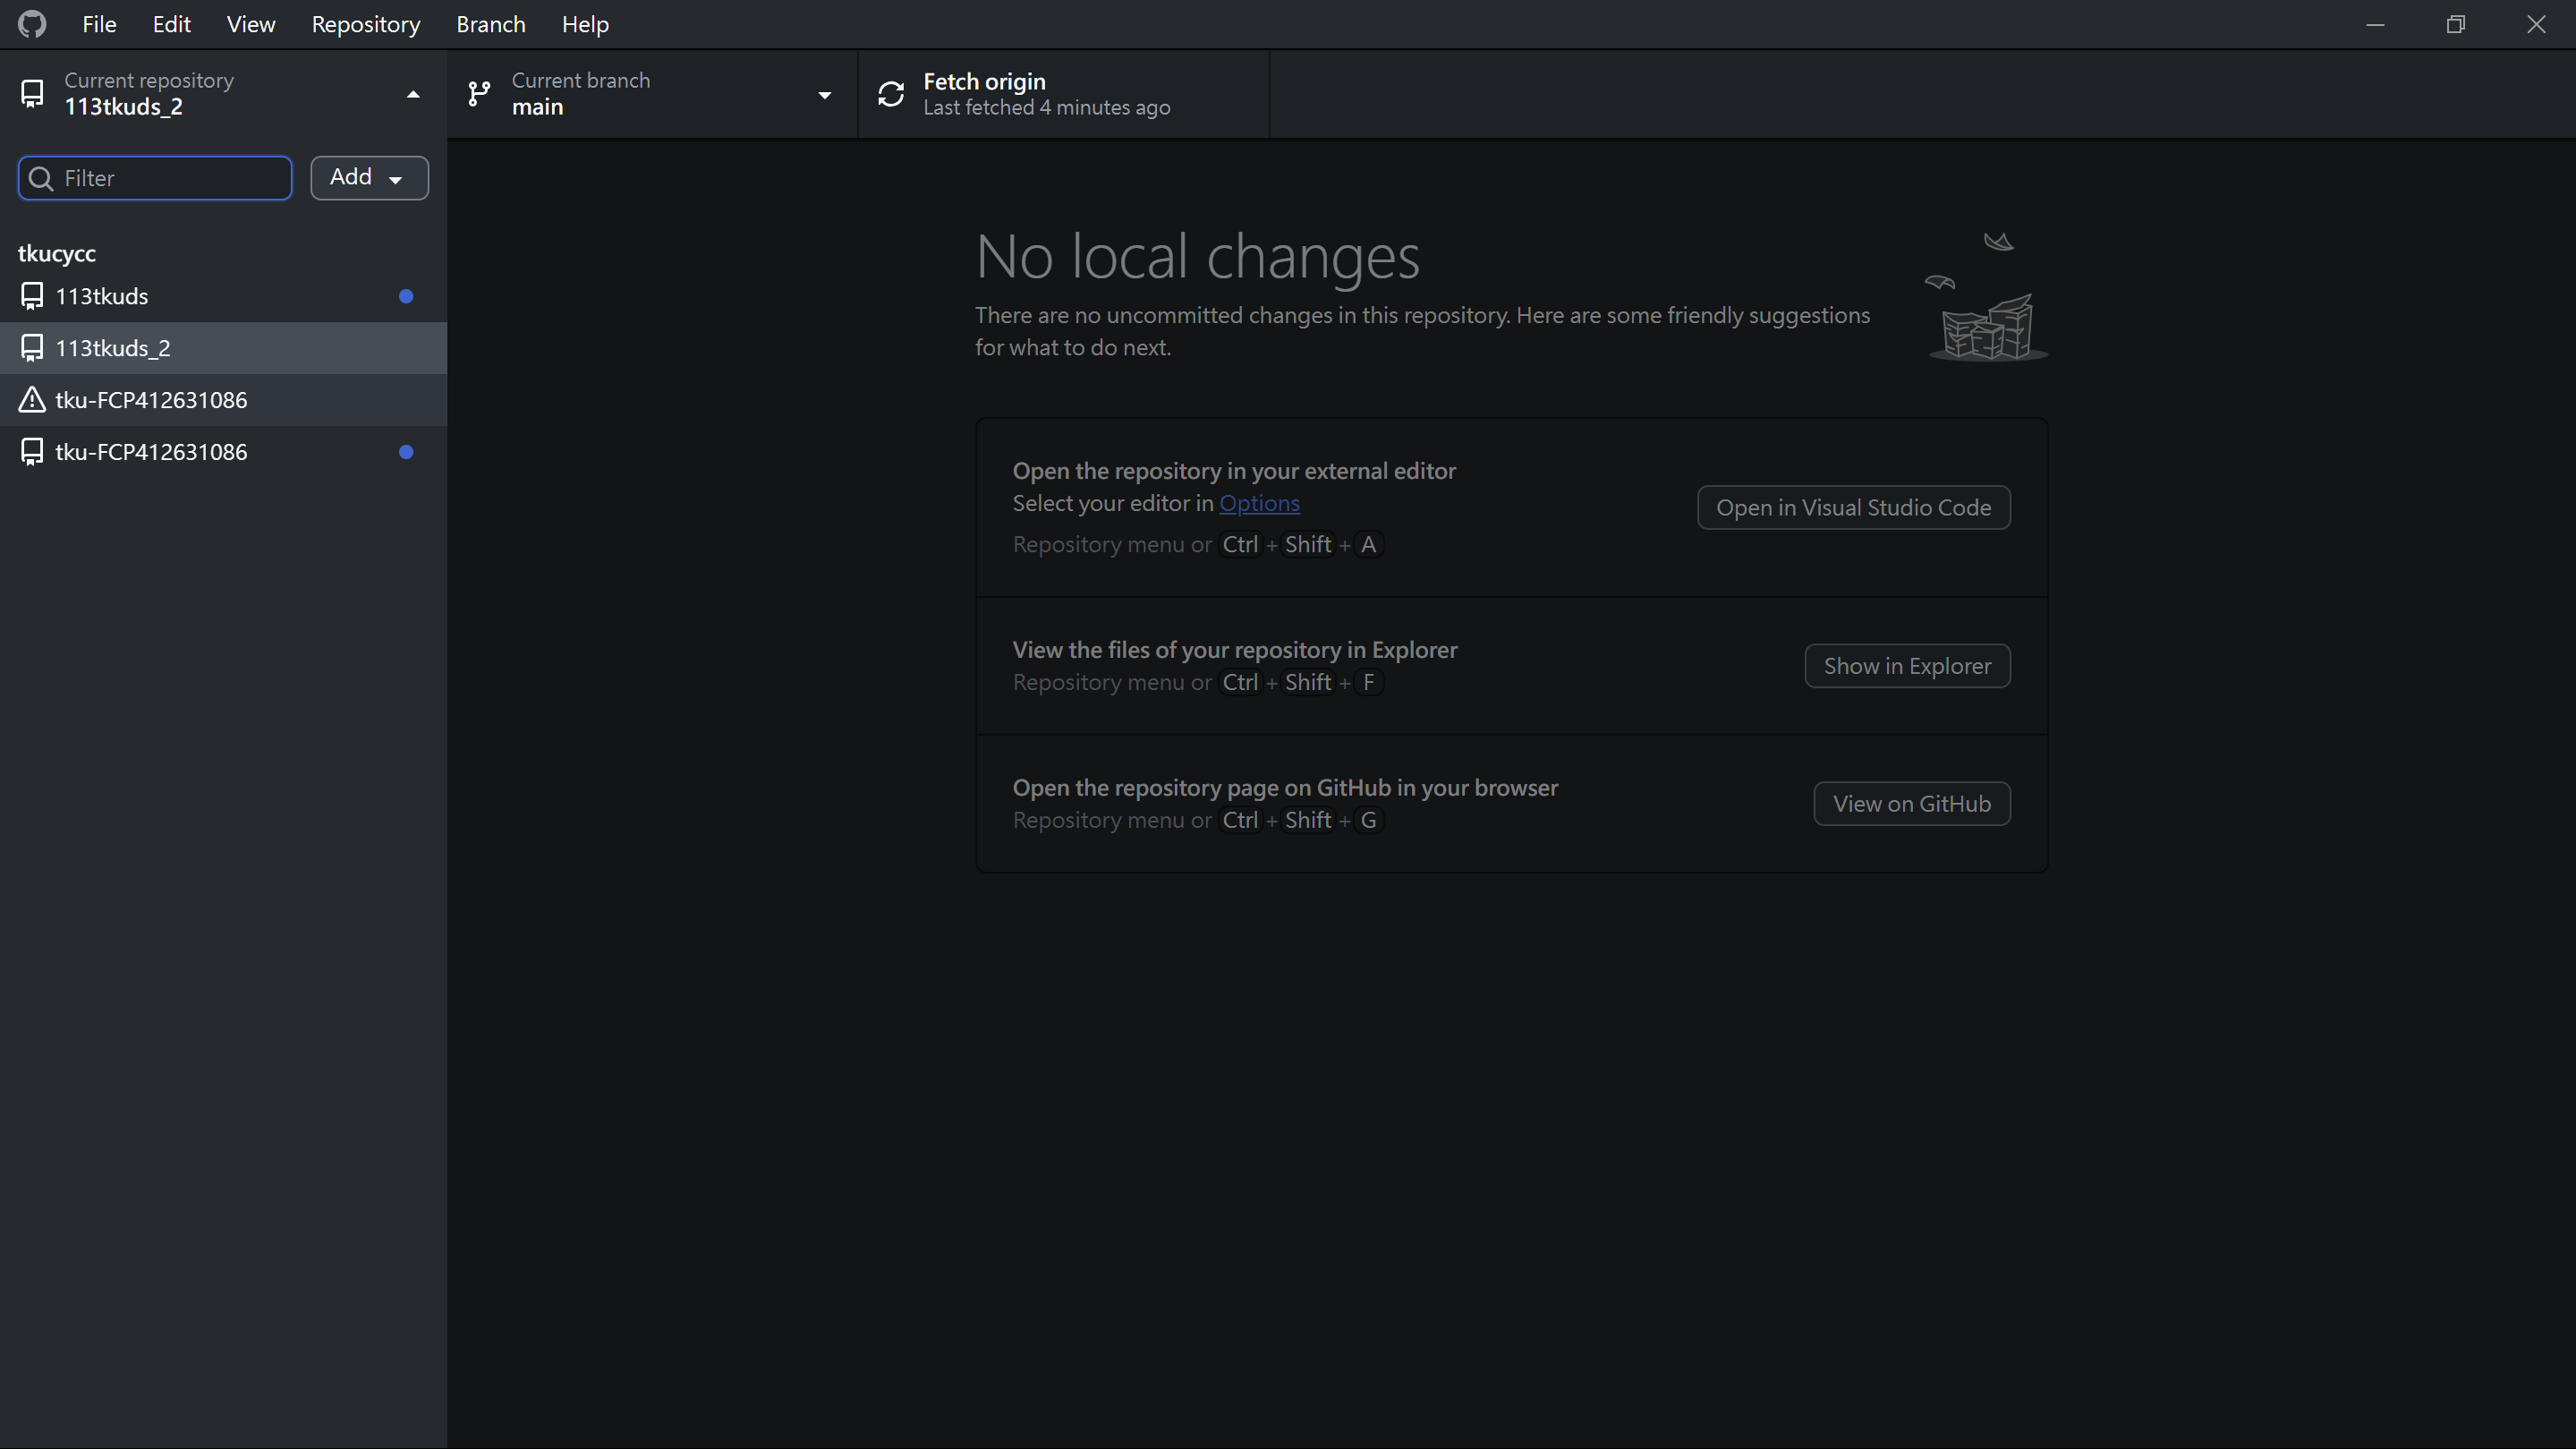 File Edit View Repository Branch Help
Current repository
113tkuds_2
Current branch
main
Fetch origin
Last fetched 4 minutes ago
Filter
Add
tkucycc
113tkuds
113tkuds_2
tku-FCP412631086
tku-FCP412631086
No local changes
There are no uncommitted changes in this repository. Here are some friendly suggestions
for what to do next.
Open the repository in your external editor
Select your editor in Options
Repository menu or Ctrl + Shift + A
Open in Visual Studio Code
View the files of your repository in Explorer
Repository menu or Ctrl + Shift + F
Show in Explorer
Open the repository page on GitHub in your browser
Repository menu or Ctrl + Shift + G
View on GitHub